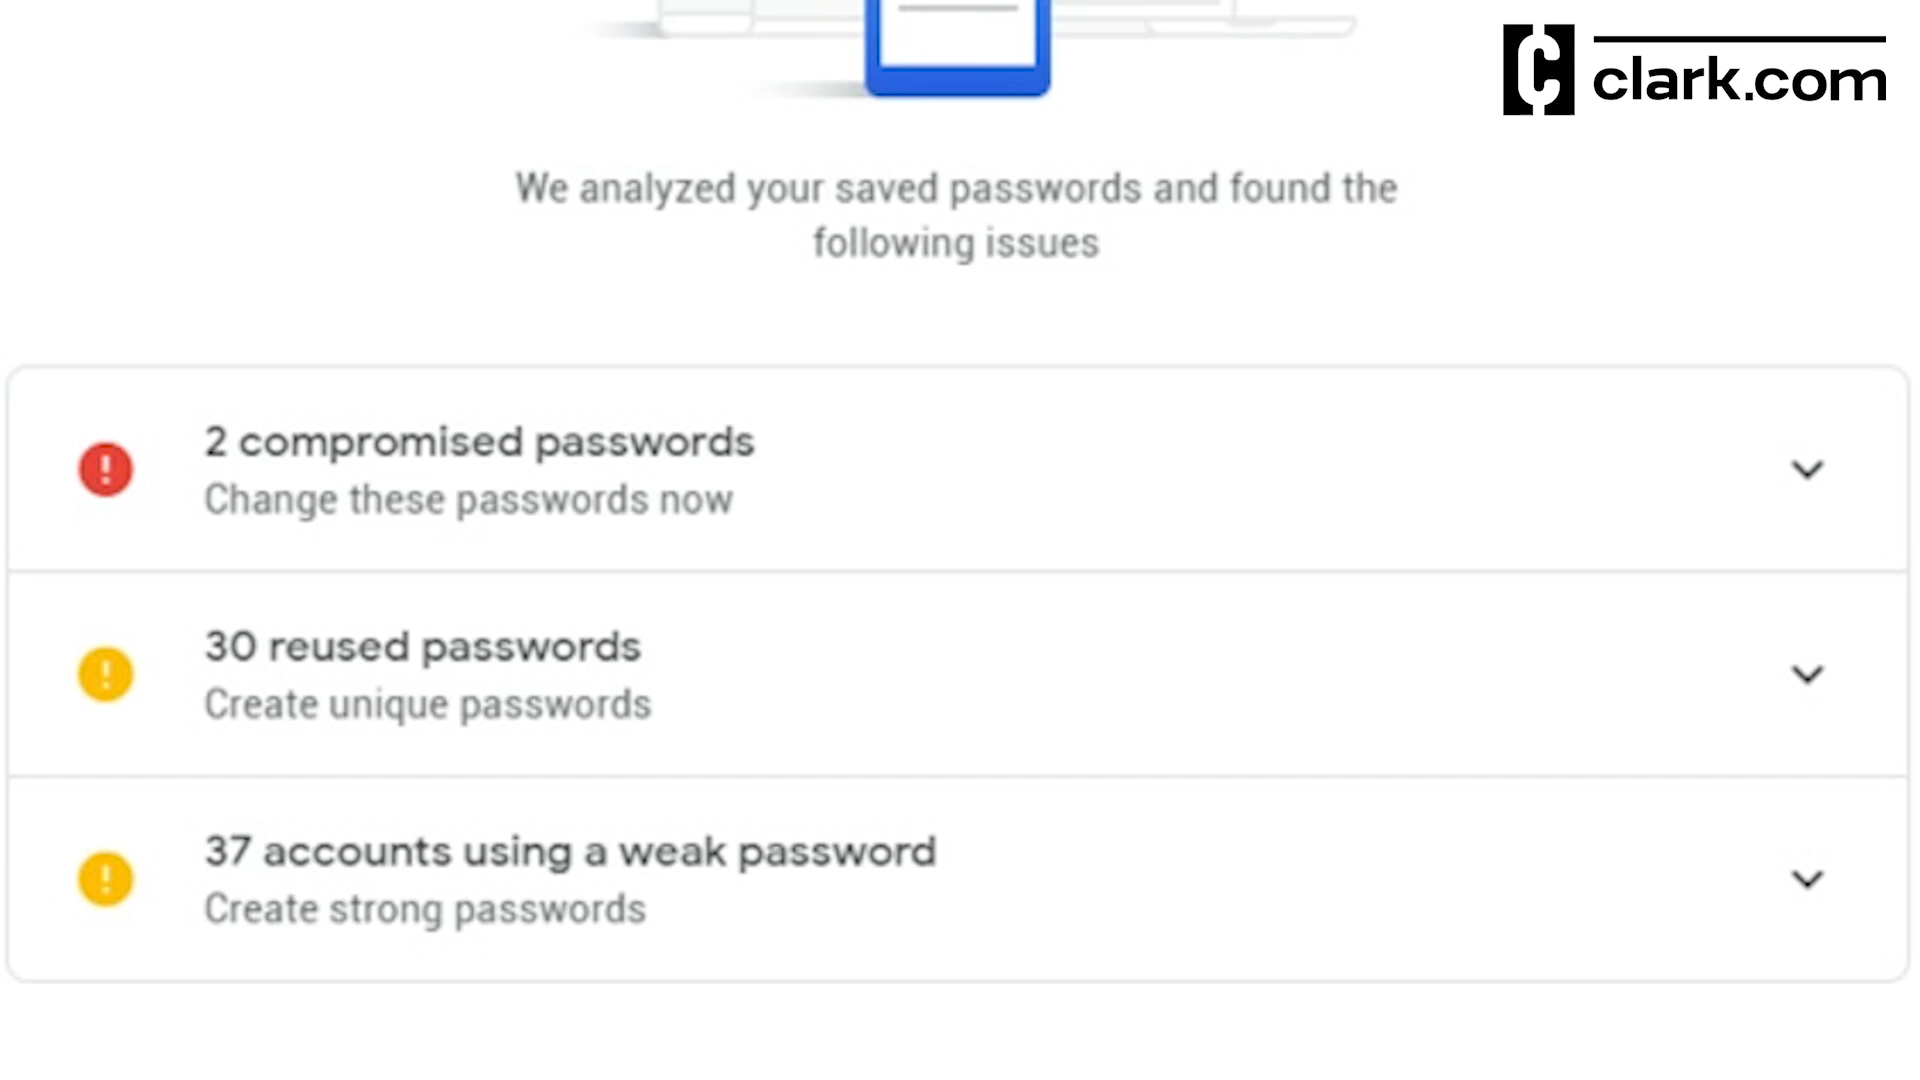 clark.com
We analyzed your saved passwords and found the
following issues
2 compromised passwords
Change these passwords now
30 reused passwords
Create unique passwords
37 accounts using a weak password
Create strong passwords